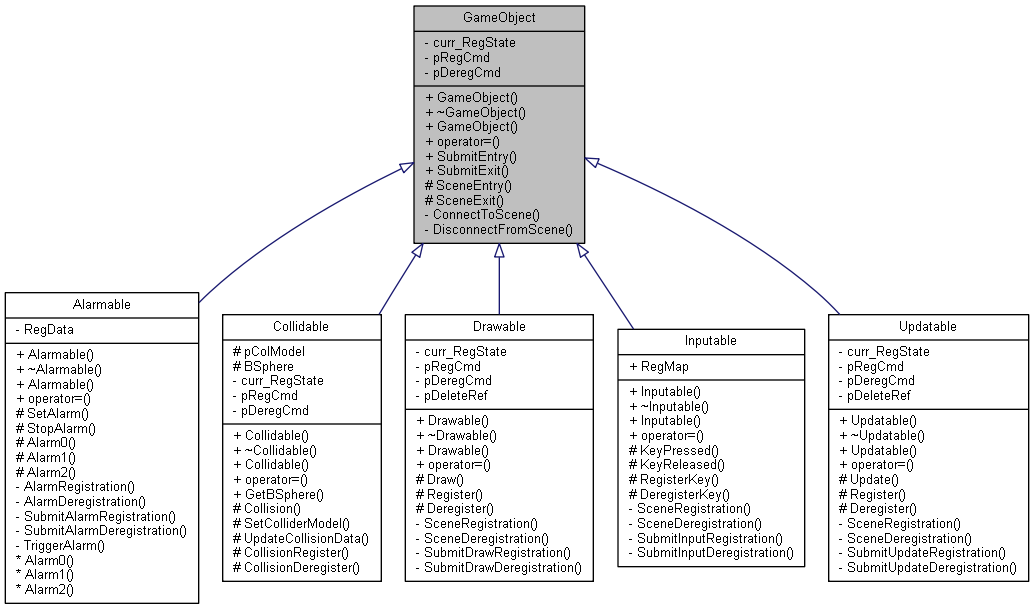 GameObject
- curr_RegState
- pRegCmd
- pDeregCmd
+ GameObject()
+ ~GameObject()
+ GameObject()
+ operator=()
+ SubmitEntry()
+ SubmitExit()
# SceneEntry()
# SceneExit()
- ConnectToScene()
- DisconnectFromScene()
Alarmable
- RegData
+ Alarmable()
+ ~Alarmable()
+ Alarmable()
+ operator=()
# SetAlarm()
# StopAlarm()
# Alarm0()
# Alarm1()
# Alarm2()
- AlarmRegistration()
- AlarmDeregistration()
- SubmitAlarmRegistration()
- SubmitAlarmDeregistration()
- TriggerAlarm()
* Alarm0()
* Alarm1()
* Alarm2()
Collidable
# pColModel
# BSphere
- curr_RegState
- pRegCmd
- pDeregCmd
+ Collidable()
+ ~Collidable()
+ Collidable()
+ operator=()
+ GetBSphere()
# Collision()
# SetColliderModel()
# UpdateCollisionData()
# CollisionRegister()
# CollisionDeregister()
Drawable
- curr_RegState
- pRegCmd
- pDeregCmd
- pDeleteRef
+ Drawable()
+ ~Drawable()
+ Drawable()
+ operator=()
# Draw()
# Register()
# Deregister()
- SceneRegistration()
- SceneDeregistration()
- SubmitDrawRegistration()
- SubmitDrawDeregistration()
Inputable
+ RegMap
+ Inputable()
+ ~Inputable()
+ Inputable()
+ operator=()
# KeyPressed()
# KeyReleased()
# RegisterKey()
# DeregisterKey()
- SceneRegistration()
- SceneDeregistration()
- SubmitInputRegistration()
- SubmitInputDeregistration()
Updatable
- curr_RegState
- pRegCmd
- pDeregCmd
- pDeleteRef
+ Updatable()
+ ~Updatable()
+ Updatable()
+ operator=()
# Update()
# Register()
# Deregister()
- SceneRegistration()
- SceneDeregistration()
- SubmitUpdateRegistration()
- SubmitUpdateDeregistration()